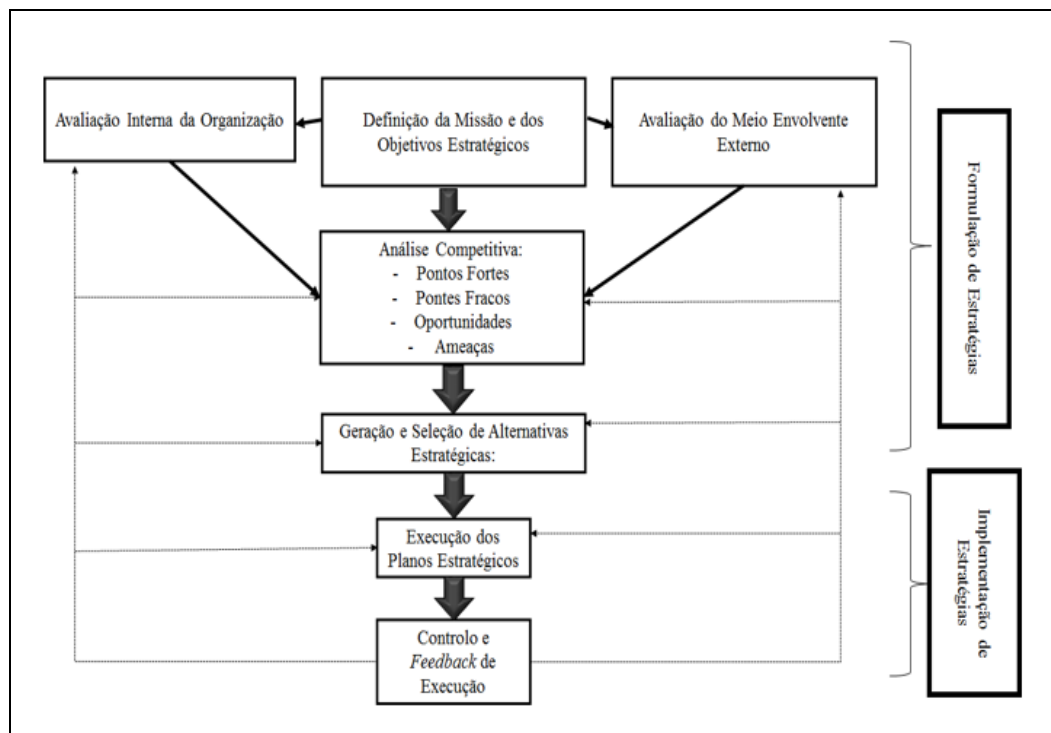 Avaliação Interna da Organização
Definição da Missão e dos
Objetivos Estratégicos
Avaliação do Meio Envolvente
Externo
Análise Competitiva:
- Pontos Fortes
- Pontes Fracos
- Oportunidades
- Ameaças
Geração e Seleção de Alternativas
Estratégicas:
Execução dos
Planos Estratégicos
Controlo e
Feedback de
Execução
Formulação de Estratégias
Implementação de
Estratégias